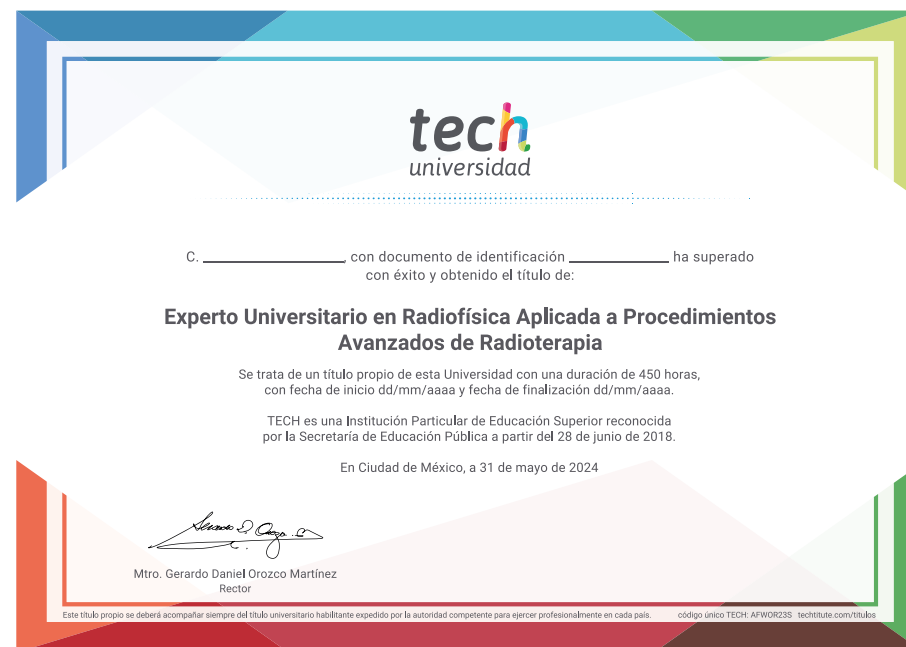 tech
universidad
C. ____________, con documento de identificación ____________ ha superado
con éxito y obtenido el título de:
Experto Universitario en Radiofísica Aplicada a Procedimientos
Avanzados de Radioterapia
Se trata de un título propio de esta Universidad con una duración de 450 horas,
con fecha de inicio dd/mm/aaaa y fecha de finalización dd/mm/aaaa.
TECH es una Institución Particular de Educación Superior reconocida
por la Secretaría de Educación Pública a partir del 28 de junio de 2018.
En Ciudad de México, a 31 de mayo de 2024
Mtro. Gerardo Daniel Orozco Martínez
Rector
Este título propio se deberá acompañar siempre del título universitario habilitante expedido por la autoridad competente para ejercer profesionalmente en cada país. código único TECH: AFWOR23S techtitute.com/titulos